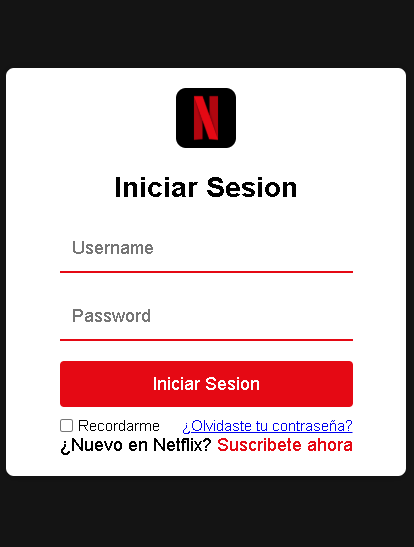 N
Iniciar Sesion
Username
Password
Iniciar Sesion
Recordarme ¿Olvidaste tu contraseña?
¿Nuevo en Netflix? Suscribete ahora